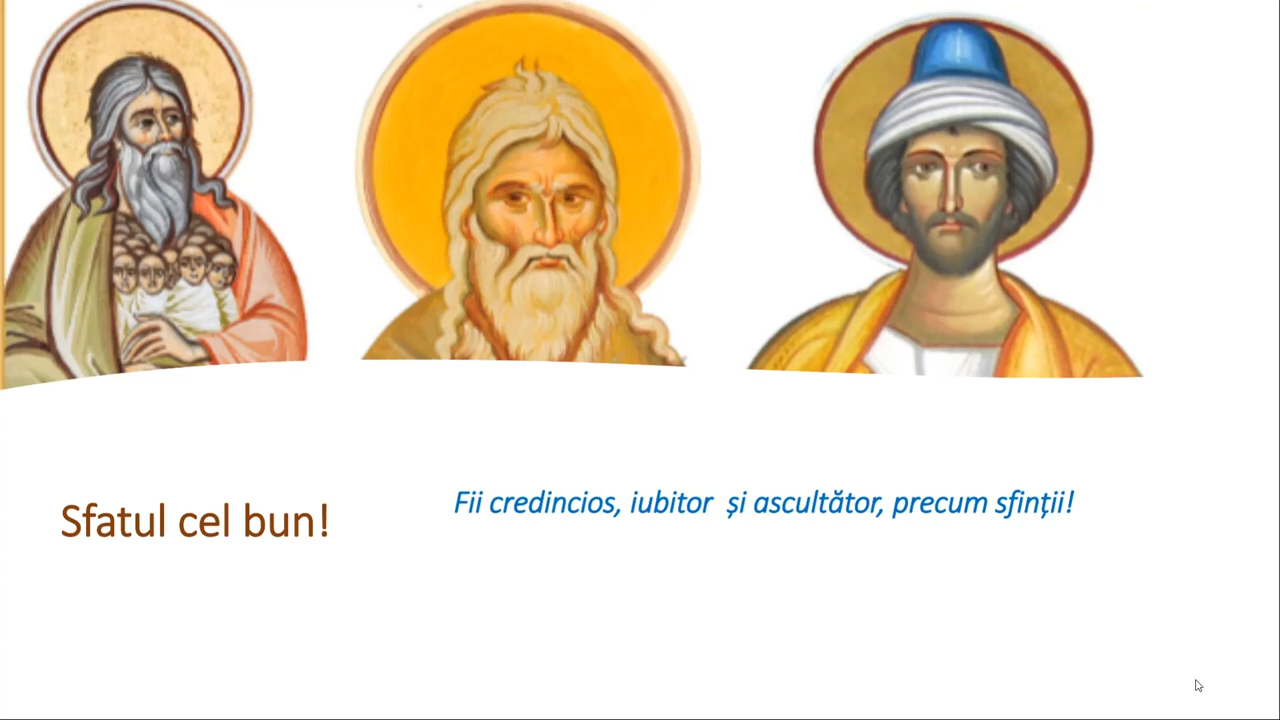 Sfatul cel bun!
Fii credincios, iubitor și ascultător, precum sfinții!